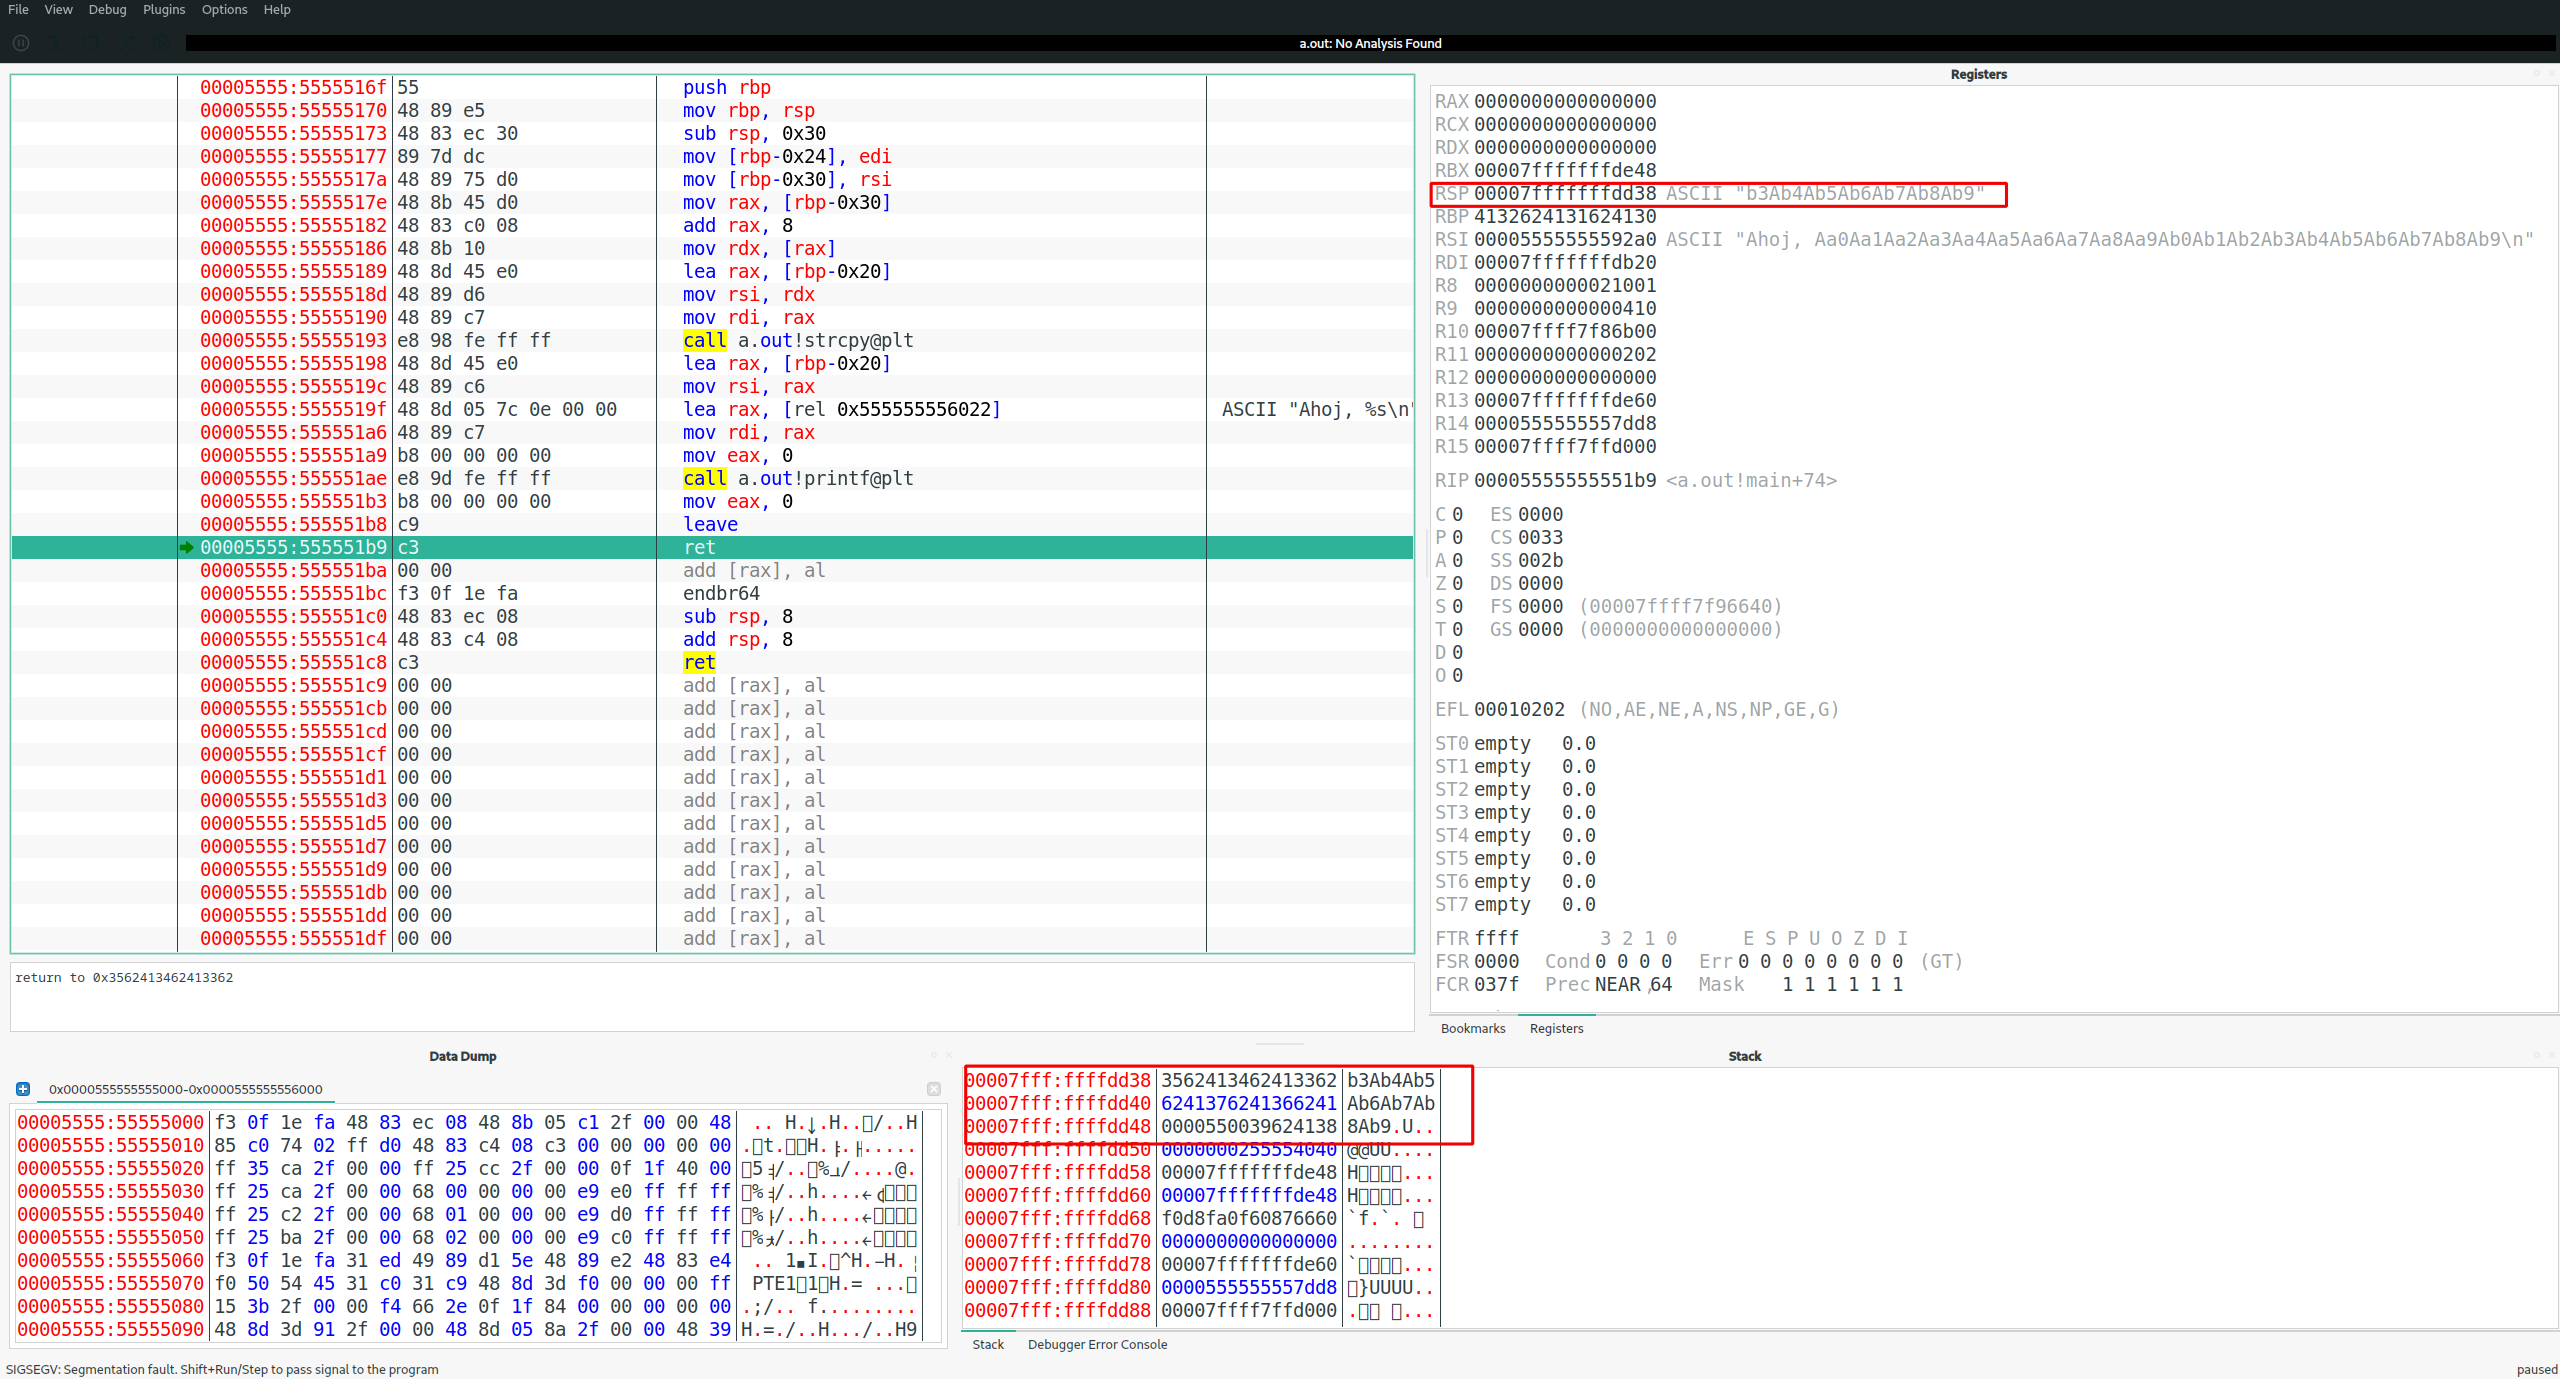 File View Debug Plugins Options Help
a.out: No Analysis Found
00005555:5555516f 55 push rbp
00005555:55555170 48 89 e5 mov rbp, rsp
00005555:55555173 48 83 ec 30 sub rsp, 0x30
00005555:55555177 89 7d dc mov [rbp-0x24], edi
00005555:5555517a 48 89 75 d0 mov [rbp-0x30], rsi
00005555:5555517e 48 8b 45 d0 mov rax, [rbp-0x30]
00005555:55555182 48 83 c0 08 add rax, 8
00005555:55555186 48 8b 10 mov rdx, [rax]
00005555:55555189 48 8d 45 e0 lea rax, [rbp-0x20]
00005555:5555518d 48 89 d6 mov rsi, rdx
00005555:55555190 48 89 c7 mov rdi, rax
00005555:55555193 e8 98 fe ff ff call a.out!strcpy@plt
00005555:55555198 48 8d 45 e0 lea rax, [rbp-0x20]
00005555:5555519c 48 89 c6 mov rsi, rax
00005555:5555519f 48 8d 05 7c 0e 00 00 lea rax, [rel 0x555555556022] ASCII "Ahoj, %s\n"
00005555:555551a6 48 89 c7 mov rdi, rax
00005555:555551a9 b8 00 00 00 00 mov eax, 0
00005555:555551ae e8 9d fe ff ff call a.out!printf@plt
00005555:555551b3 b8 00 00 00 00 mov eax, 0
00005555:555551b8 c9 leave
00005555:555551b9 c3 ret
00005555:555551ba 00 00 add [rax], al
00005555:555551bc f3 0f 1e fa endbr64
00005555:555551c0 48 83 ec 08 sub rsp, 8
00005555:555551c4 48 83 c4 08 add rsp, 8
00005555:555551c8 c3 ret
00005555:555551c9 00 00 add [rax], al
00005555:555551cb 00 00 add [rax], al
00005555:555551cd 00 00 add [rax], al
00005555:555551cf 00 00 add [rax], al
00005555:555551d1 00 00 add [rax], al
00005555:555551d3 00 00 add [rax], al
00005555:555551d5 00 00 add [rax], al
00005555:555551d7 00 00 add [rax], al
00005555:555551d9 00 00 add [rax], al
00005555:555551db 00 00 add [rax], al
00005555:555551dd 00 00 add [rax], al
00005555:555551df 00 00 add [rax], al
return to 0x3562413462413362
Registers
RAX 0000000000000000
RCX 0000000000000000
RDX 0000000000000000
RBX 00007fffffffde48
RSP 00007fffffffdd38 ASCII "b3Ab4Ab5Ab6Ab7Ab8Ab9"
RBP 4132624131624130
RSI 00005555555592a0 ASCII "Ahoj, Aa0Aa1Aa2Aa3Aa4Aa5Aa6Aa7Aa8Aa9Ab0Ab1Ab2Ab3Ab4Ab5Ab6Ab7Ab8Ab9\n"
RDI 00007fffffffdb20
R8 0000000000021001
R9 0000000000000410
R10 00007ffff7f86b00
R11 0000000000000202
R12 0000000000000000
R13 00007fffffffde60
R14 0000555555557dd8
R15 00007ffff7ffd000
RIP 00005555555551b9 <a.out!main+74>
C 0 ES 0000
P 0 CS 0033
A 0 SS 002b
Z 0 DS 0000
S 0 FS 0000 (00007ffff7f96640)
T 0 GS 0000 (0000000000000000)
D 0
O 0
EFL 00010202 (NO,AE,NE,A,NS,NP,GE,G)
ST0 empty 0.0
ST1 empty 0.0
ST2 empty 0.0
ST3 empty 0.0
ST4 empty 0.0
ST5 empty 0.0
ST6 empty 0.0
ST7 empty 0.0
FTR ffff 3 2 1 0 E S P U O Z D I
FSR 0000 Cond 0 0 0 0 Err 0 0 0 0 0 0 0 0 (GT)
FCR 037f Prec NEAR,64 Mask 1 1 1 1 1 1
Bookmarks Registers
Data Dump
0x0000555555555000-0x0000555555556000
00005555:55555000 f3 0f 1e fa 48 83 ec 08 48 8b 05 c1 2f 00 00 48
00005555:55555010 85 c0 74 02 ff d0 48 83 c4 08 c3 00 00 00 00 00
00005555:55555020 ff 35 ca 2f 00 00 ff 25 cc 2f 00 00 0f 1f 40 00
00005555:55555030 ff 25 ca 2f 00 00 68 00 00 00 00 e9 e0 ff ff ff
00005555:55555040 ff 25 c2 2f 00 00 68 01 00 00 00 e9 d0 ff ff ff
00005555:55555050 ff 25 ba 2f 00 00 68 02 00 00 00 e9 c0 ff ff ff
00005555:55555060 f3 0f 1e fa 31 ed 49 89 d1 5e 48 89 e2 48 83 e4
00005555:55555070 f0 50 54 45 31 c0 31 c9 48 8d 3d f0 00 00 00 ff
00005555:55555080 15 3b 2f 00 00 f4 66 2e 0f 1f 84 00 00 00 00 00
00005555:55555090 48 8d 3d 91 2f 00 00 48 8d 05 8a 2f 00 00 48 39
Stack
00007fff:ffffdd38 3562413462413362 b3Ab4Ab5
00007fff:ffffdd40 6241376241366241 Ab6Ab7Ab
00007fff:ffffdd48 0000550039624138 8Ab9.U..
00007fff:ffffdd50 0000000255554040 @@UU....
00007fff:ffffdd58 00007fffffffde48
00007fff:ffffdd60 00007fffffffde48
00007fff:ffffdd68 f0d8fa0f60876660
00007fff:ffffdd70 0000000000000000 ........
00007fff:ffffdd78 00007fffffffde60
00007fff:ffffdd80 0000555555557dd8
00007fff:ffffdd88 00007ffff7ffd000
Stack Debugger Error Console
SIGSEGV: Segmentation fault. Shift+Run/Step to pass signal to the program
paused